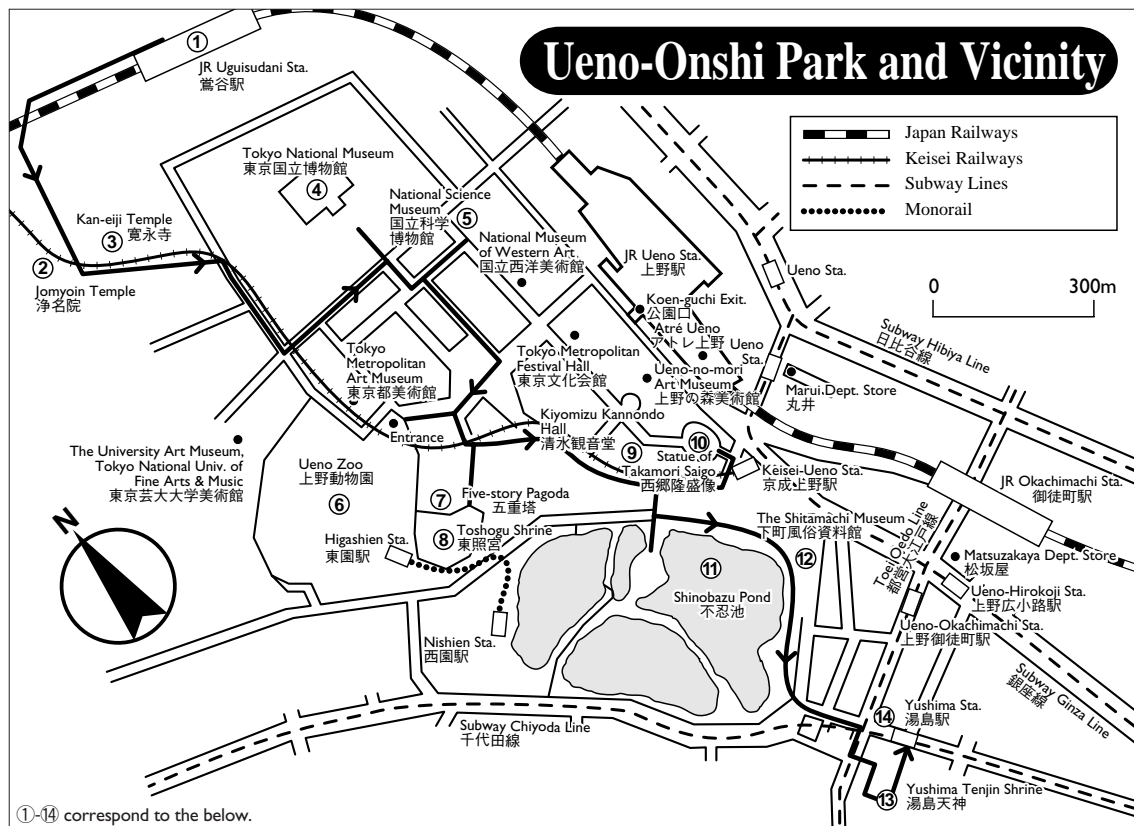 Ueno-Onshi Park and Vicinity
Japan Railways
Keisei Railways
Subway Lines
Monorail
0 300m
①
JR Uguisudani Sta.
鶯谷駅
Tokyo National Museum
東京国立博物館
④
National Science
Museum
国立科学
博物館
⑤
Kan-eiji Temple
③ 寛永寺
②
Jomyoin Temple
浄名院
National Museum
of Western Art
国立西洋美術館
JR Ueno Sta.
上野駅
Ueno Sta.
Koen-guchi Exit.
公園口
Atré Ueno
アトレ上野
Ueno
Sta.
Subway Hibiya Line
日比谷線
Tokyo
Metropolitan
Art Museum
東京都美術館
Tokyo Metropolitan
Festival Hall
東京文化会館
Ueno-no-mori
Art Museum
上野の森美術館
Marui Dept. Store
丸井
Entrance
Kiyomizu Kannondo
Hall
清水観音堂
⑨
⑩
Statue of
Takamori Saigo
西郷隆盛像
Keisei-Ueno Sta.
京成上野駅
The University Art Museum,
Tokyo National Univ. of
Fine Arts & Music
東京芸大大学美術館
Ueno Zoo
上野動物園
⑥
⑦
Five-story Pagoda
五重塔
⑧
Toshogu Shrine
東照宮
Higashien Sta.
東園駅
N
The Shitamachi Museum
下町風俗資料館
⑫
JR Okachimachi Sta.
御徒町駅
Toei Oedo Line
都営大江戸線
Matsuzakaya Dept. Store
松坂屋
Ueno-Hirokoji Sta.
上野広小路駅
Ueno-Okachimachi Sta.
上野御徒町駅
⑪
Shinobazu Pond
不忍池
Nishien Sta.
西園駅
Subway Ginza Line
銀座線
Subway Chiyoda Line
千代田線
⑭
Yushima Sta.
湯島駅
⑬
Yushima Tenjin Shrine
湯島天神
①-⑭ correspond to the below.